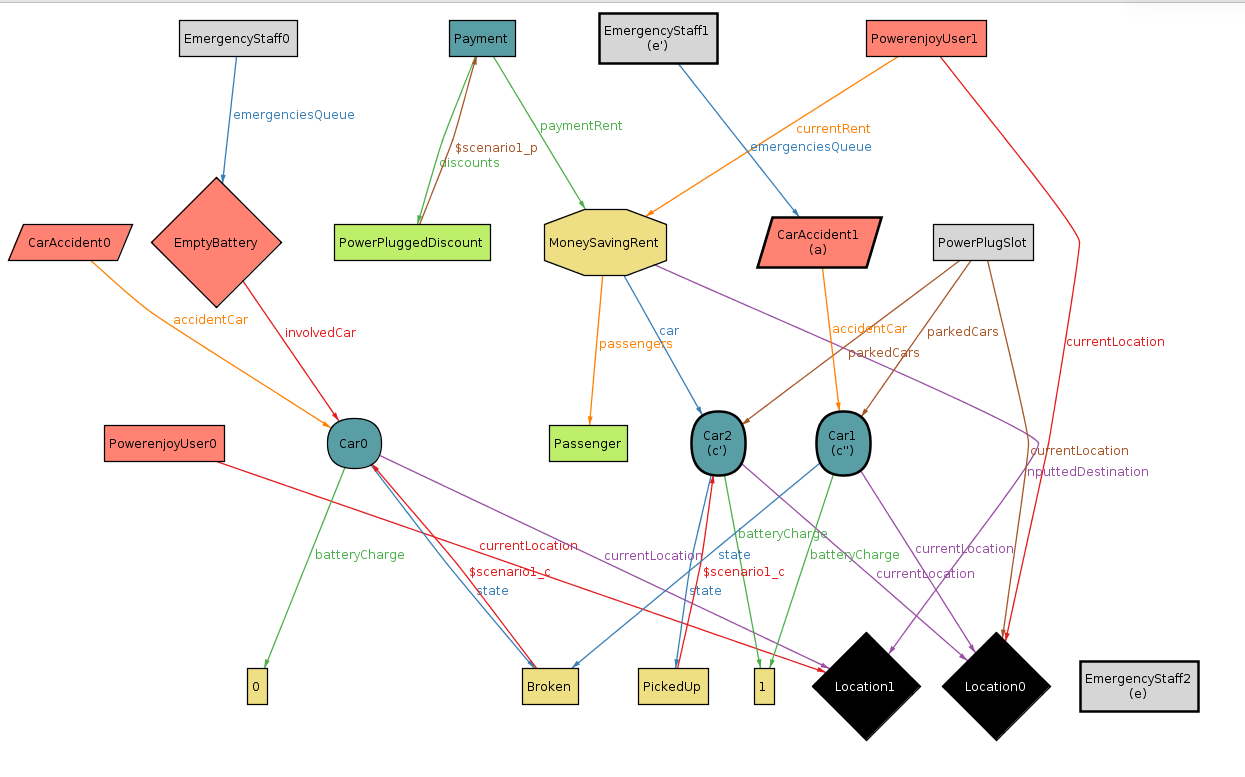 EmergencyStaff0
Payment
EmergencyStaff1
(e')
PowerenjoyUser1
emergenciesQueue
paymentRent
currentRent
$scenario1_p
emergenciesQueue
discounts
CarAccident0
EmptyBattery
PowerPluggedDiscount
MoneySavingRent
CarAccident1
(a)
PowerPlugSlot
accidentCar
involvedCar
car
passengers
accidentCar
parkedCars
parkedCars
currentLocation
PowerenjoyUser0
Car0
Passenger
Car2
(c')
Car1
(c'')
currentLocation
inputtedDestination
batteryCharge
currentLocation
currentLocation
batteryCharge
state
batteryCharge
currentLocation
$scenario1_c
$scenario1_c
currentLocation
state
state
0
Broken
PickedUp
1
Location1
Location0
EmergencyStaff2
(e)